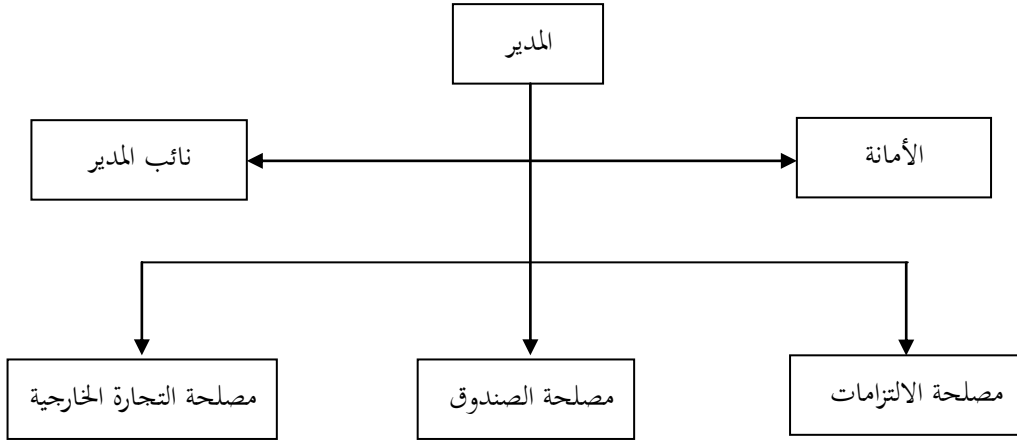 المدير
الأمانة
نائب المدير
مصلحة الالتزامات
مصلحة الصندوق
مصلحة التجارة الخارجية